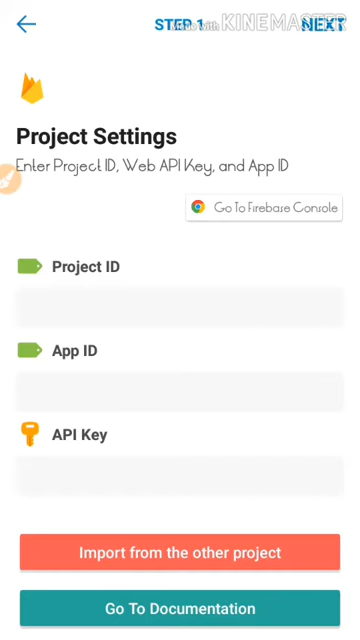 STEP 1
Made with KINEMASTER
NEXT
Project Settings
Enter Project ID, Web API Key, and App ID
Go To Firebase Console
Project ID
App ID
API Key
Import from the other project
Go To Documentation